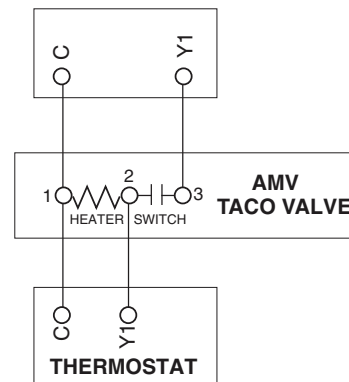 C Y1
1 2 3
HEATER SWITCH
AMV
TACO VALVE
C Y1
THERMOSTAT